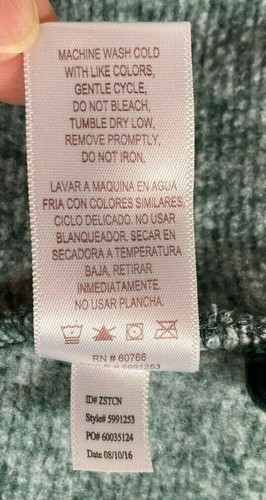 MACHINE WASH COLD
WITH LIKE COLORS,
GENTLE CYCLE,
DO NOT BLEACH,
TUMBLE DRY LOW,
REMOVE PROMPTLY,
DO NOT IRON.
LAVAR A MAQUINA EN AGUA
FRIA CON COLORES SIMILARES,
CICLO DELICADO. NO USAR
BLANQUEADOR. SECAR EN
SECADORA A TEMPERATURA
BAJA, RETIRAR
INMEDIATAMENTE.
NO USAR PLANCHA.
RN # 60766
STYLE # 5991253
ID# ZSTCN
Style# 5991253
PO# 60035124
Date 08/10/16